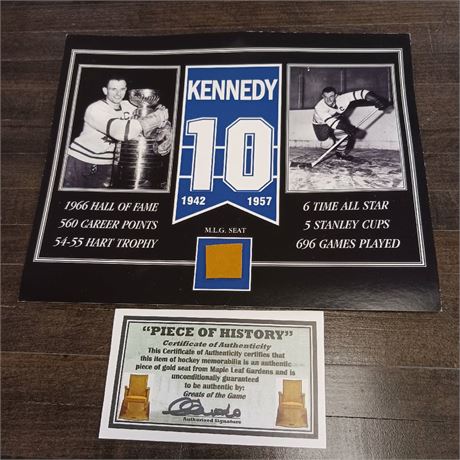 KENNEDY
10
1942 1957
1966 HALL OF FAME
560 CAREER POINTS
54-55 HART TROPHY
6 TIME ALL STAR
5 STANLEY CUPS
696 GAMES PLAYED
M.L.G. SEAT
"PIECE OF HISTORY"
Certificate of Authenticity
This Certificate of Authenticity certifies that
this item of hockey memorabilia is an authentic
piece of gold seat from Maple Leaf Gardens and is
unconditionally guaranteed
to be authentic by:
Greats of the Game
Authorized Signature